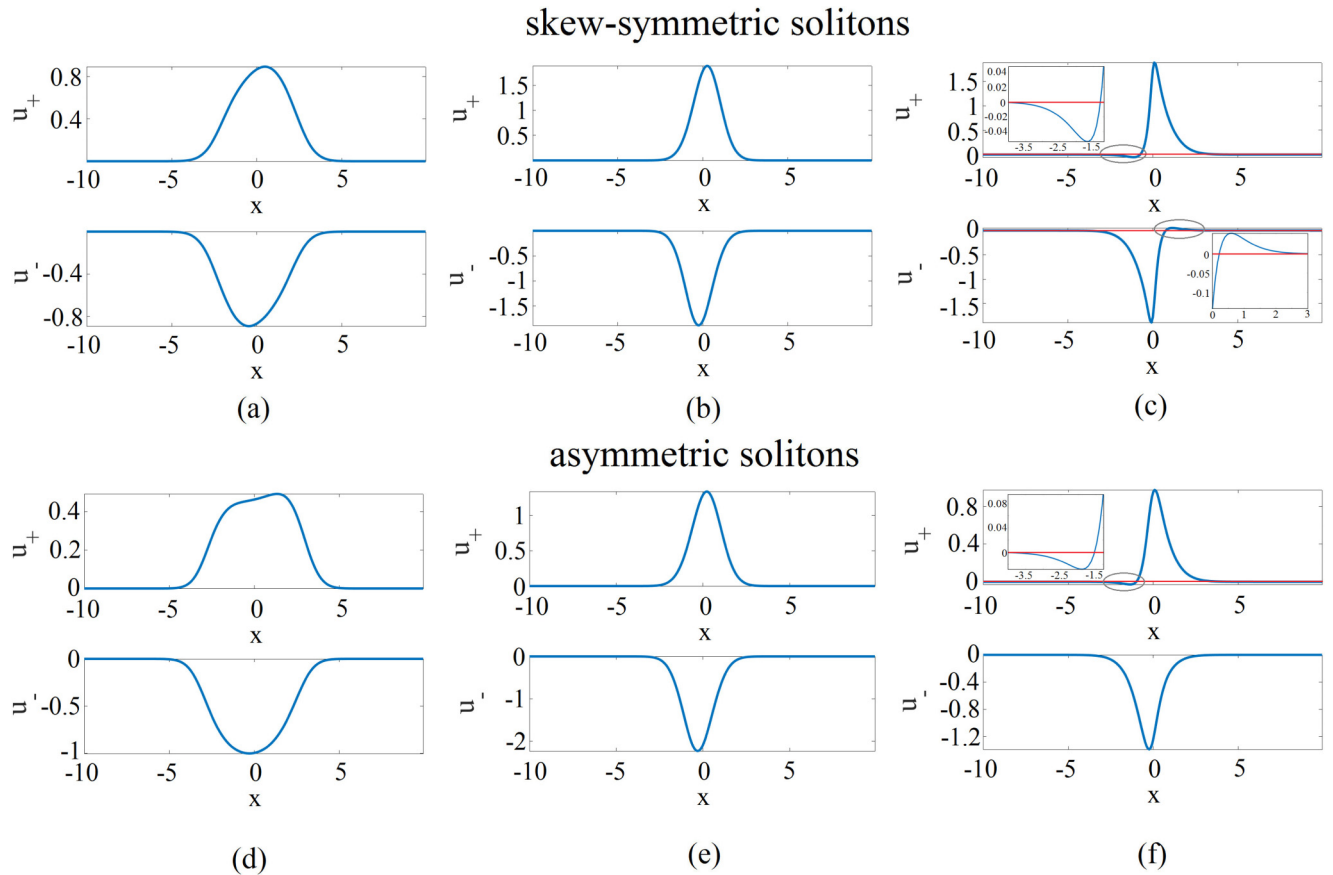 skew-symmetric solitons
u+
0.8
0.4
-10 -5 0 5
x
u-
-0.4
-0.8
-10 -5 0 5
x
(a)
u+
1.5
1
0.5
-10 -5 0 5
x
u-
0
-0.5
-1
-1.5
-10 -5 0 5
x
(b)
u+
1.5
1
0.5
0
0.04
0.02
0
-0.02
-0.04
-3.5 -2.5 -1.5
-10 -5 0 5
x
u-
0
-0.5
-1
-1.5
0
-0.05
-0.1
0 1 2 3
-10 -5 0 5
x
(c)
asymmetric solitons
u+
0.4
0.2
0
-10 -5 0 5
x
u-
0
-0.5
-1
-10 -5 0 5
x
(d)
u+
1
0.5
0
-10 -5 0 5
x
u-
0
-1
-2
-10 -5 0 5
x
(e)
u+
0.8
0.4
0
0.08
0.04
0
-3.5 -2.5 -1.5
-10 -5 0 5
x
u-
0
-0.4
-0.8
-1.2
-10 -5 0 5
x
(f)